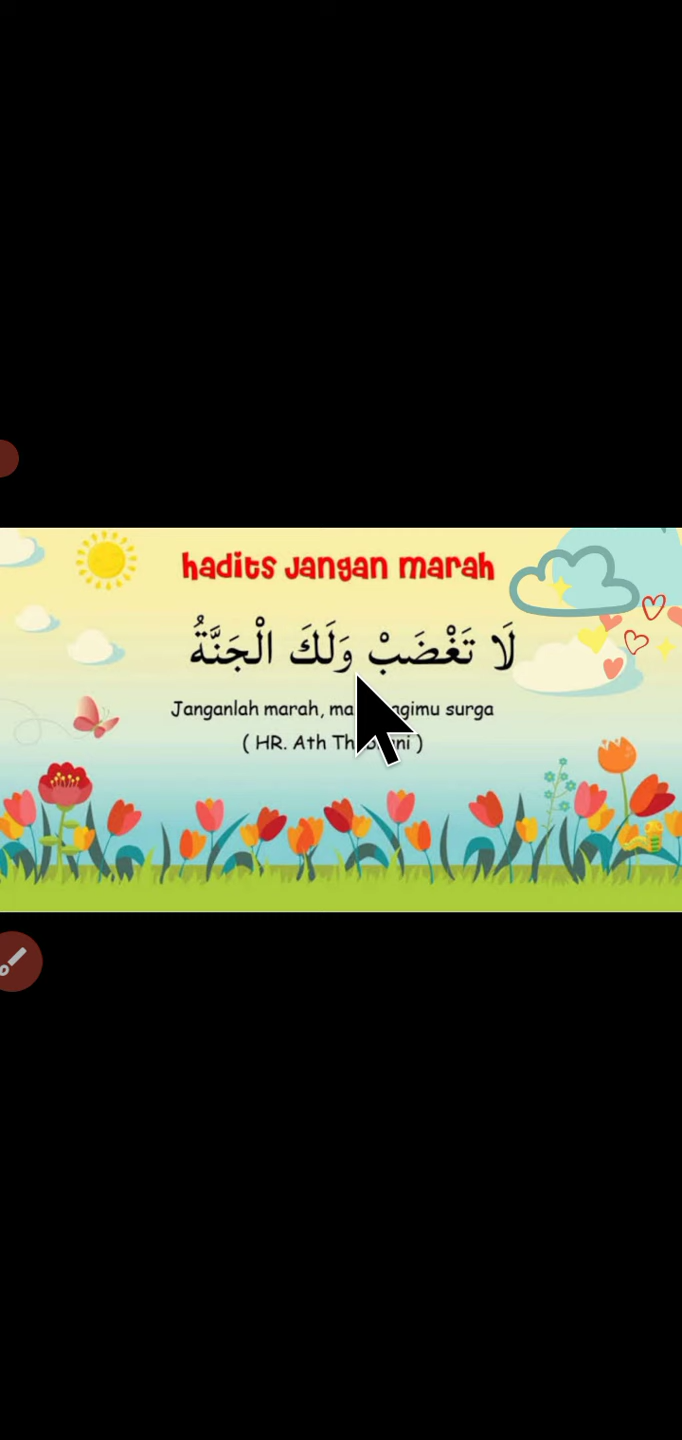 hadits Jangan marah
لَا تَغْضَبْ وَلَكَ الْجَنَّةُ
Janganlah marah, surga
( HR. Ath )